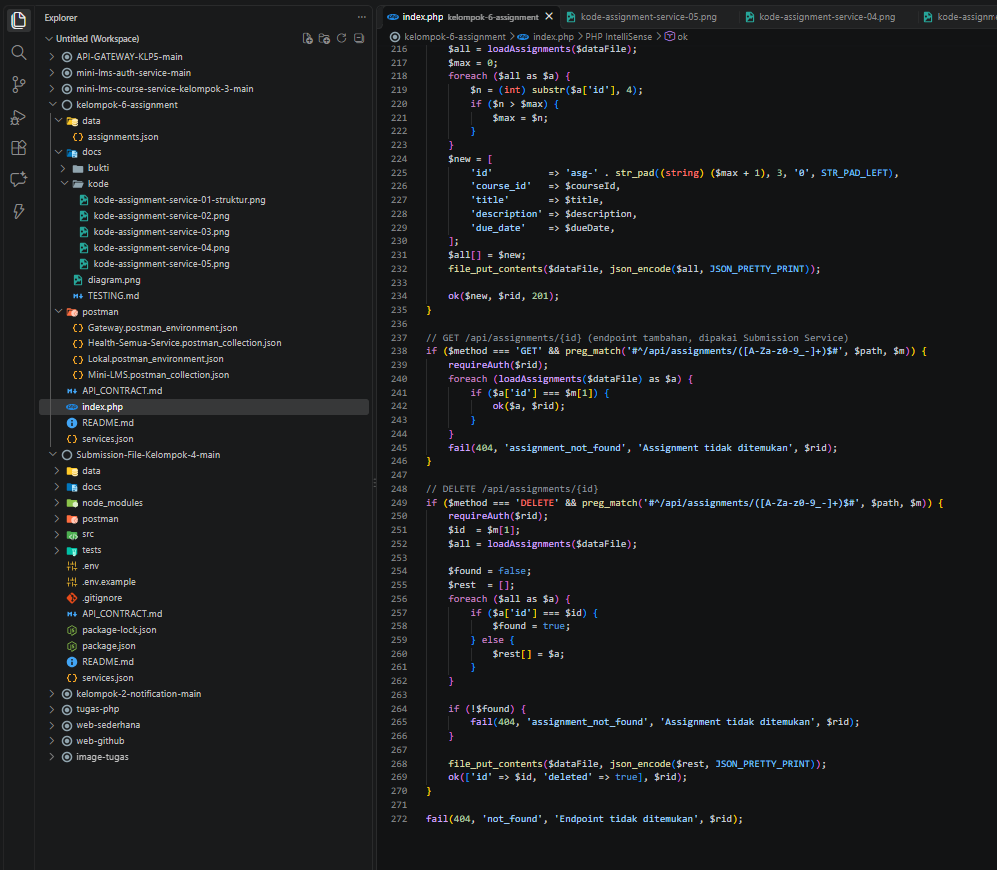 Explorer
Untitled (Workspace)
API-GATEWAY-KLP5-main
mini-lms-auth-service-main
mini-lms-course-service-kelompok-3-main
kelompok-6-assignment
data
assignments.json
docs
bukti
kode
kode-assignment-service-01-struktur.png
kode-assignment-service-02.png
kode-assignment-service-03.png
kode-assignment-service-04.png
kode-assignment-service-05.png
diagram.png
TESTING.md
postman
Gateway.postman_environment.json
Health-Semua-Service.postman_collection.json
Lokal.postman_environment.json
Mini-LMS.postman_collection.json
API_CONTRACT.md
index.php
README.md
services.json
Submission-File-Kelompok-4-main
data
docs
node_modules
postman
src
tests
.env
.env.example
.gitignore
API_CONTRACT.md
package-lock.json
package.json
README.md
services.json
kelompok-2-notification-main
tugas-php
web-sederhana
web-github
image-tugas
index.php kelompok-6-assignment
kode-assignment-service-05.png
kode-assignment-service-04.png
kode-assignm
kelompok-6-assignment > index.php > PHP IntelliSense > ok
216 $all = loadAssignments($dataFile);
217 $max = 0;
218 foreach ($all as $a) {
219 $n = (int) substr($a['id'], 4);
220 if ($n > $max) {
221 $max = $n;
222 }
223 }
224 $new = [
225 'id' => 'asg-' . str_pad((string) ($max + 1), 3, '0', STR_PAD_LEFT),
226 'course_id' => $courseId,
227 'title' => $title,
228 'description' => $description,
229 'due_date' => $dueDate,
230 ];
231 $all[] = $new;
232 file_put_contents($dataFile, json_encode($all, JSON_PRETTY_PRINT));
233
234 ok($new, $rid, 201);
235 }
236
237 // GET /api/assignments/{id} (endpoint tambahan, dipakai Submission Service)
238 if ($method === 'GET' && preg_match('#^/api/assignments/([A-Za-z0-9_-]+)$#', $path, $m)) {
239 requireAuth($rid);
240 foreach (loadAssignments($dataFile) as $a) {
241 if ($a['id'] === $m[1]) {
242 ok($a, $rid);
243 }
244 }
245 fail(404, 'assignment_not_found', 'Assignment tidak ditemukan', $rid);
246 }
247
248 // DELETE /api/assignments/{id}
249 if ($method === 'DELETE' && preg_match('#^/api/assignments/([A-Za-z0-9_-]+)$#', $path, $m)) {
250 requireAuth($rid);
251 $id = $m[1];
252 $all = loadAssignments($dataFile);
253
254 $found = false;
255 $rest = [];
256 foreach ($all as $a) {
257 if ($a['id'] === $id) {
258 $found = true;
259 } else {
260 $rest[] = $a;
261 }
262 }
263
264 if (!$found) {
265 fail(404, 'assignment_not_found', 'Assignment tidak ditemukan', $rid);
266 }
267
268 file_put_contents($dataFile, json_encode($rest, JSON_PRETTY_PRINT));
269 ok(['id' => $id, 'deleted' => true], $rid);
270 }
271
272 fail(404, 'not_found', 'Endpoint tidak ditemukan', $rid);